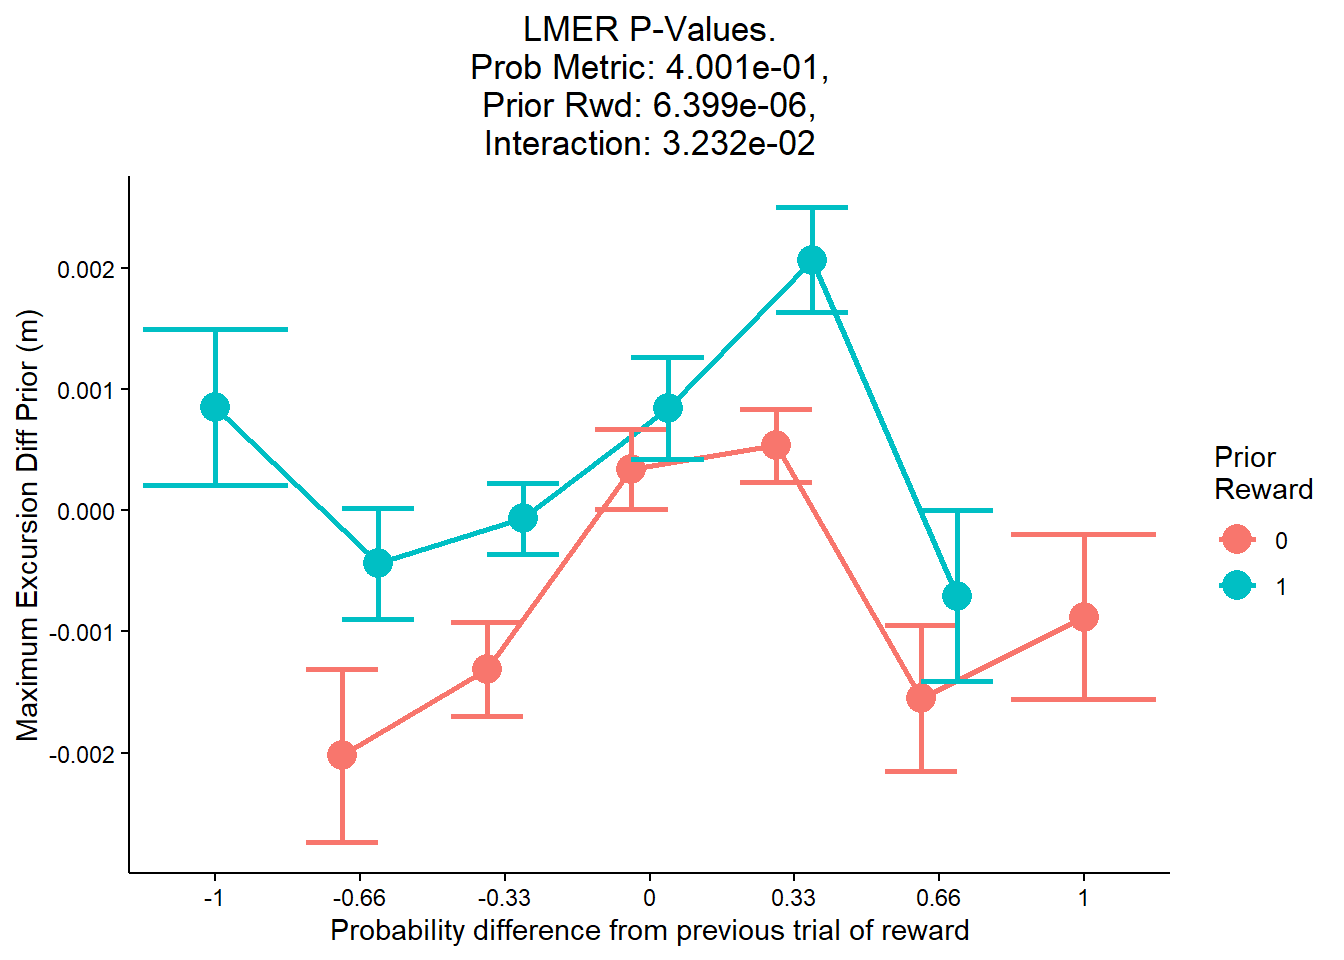 LMER P-Values.
Prob Metric: 4.001e-01,
Prior Rwd: 6.399e-06,
Interaction: 3.232e-02
Maximum Excursion Diff Prior (m)
0.002
0.001
0.000
-0.001
-0.002
-1
-0.66
-0.33
0
0.33
0.66
1
Probability difference from previous trial of reward
Prior
Reward
0
1